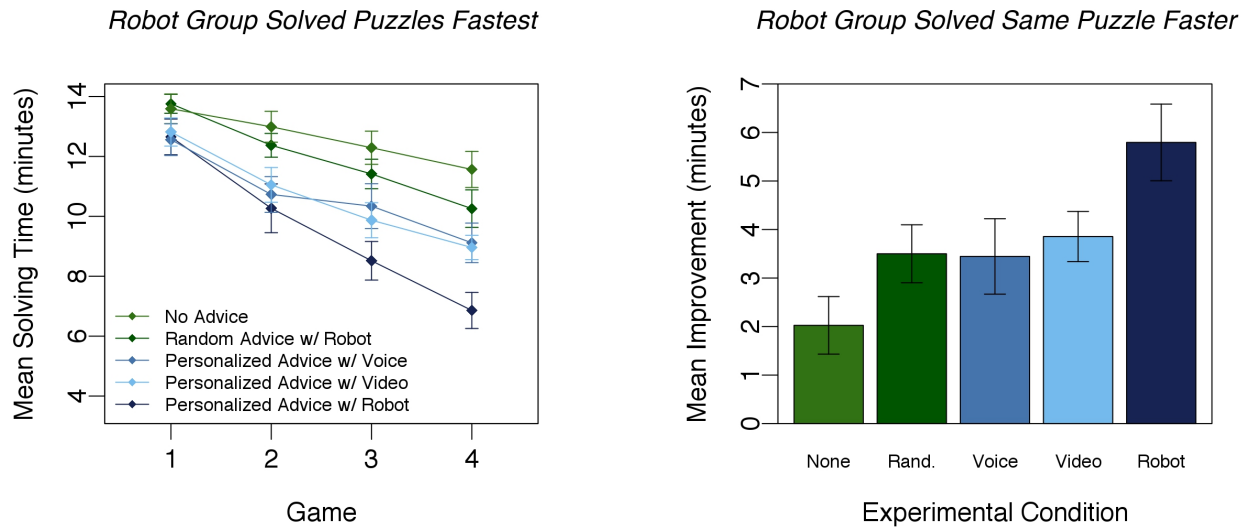 Robot Group Solved Puzzles Fastest
Mean Solving Time (minutes)
14
12
10
8
6
4
No Advice
Random Advice w/ Robot
Personalized Advice w/ Voice
Personalized Advice w/ Video
Personalized Advice w/ Robot
1 2 3 4
Game
Robot Group Solved Same Puzzle Faster
Mean Improvement (minutes)
7
6
5
4
3
2
1
0
None Rand. Voice Video Robot
Experimental Condition